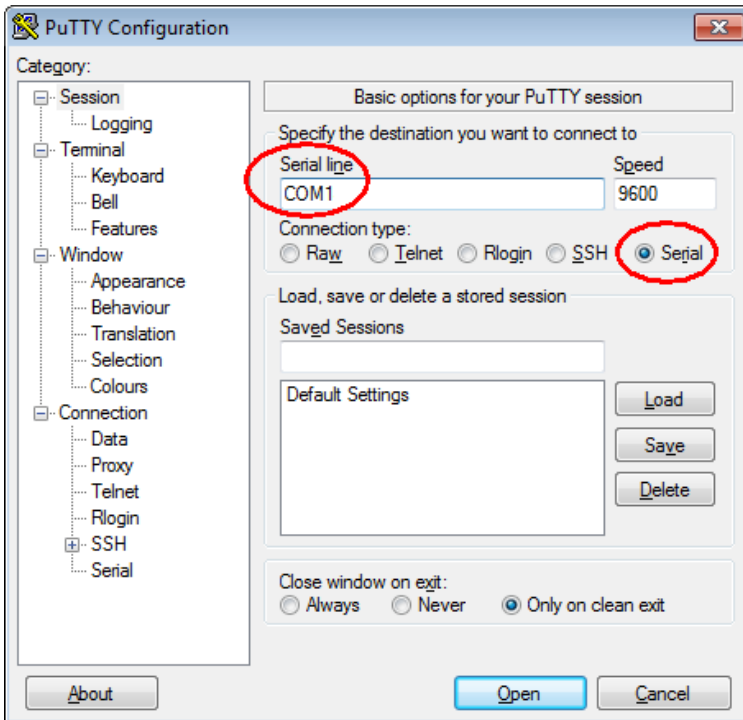 PuTTY Configuration
Category:
Session
Logging
Terminal
Keyboard
Bell
Features
Window
Appearance
Behaviour
Translation
Selection
Colours
Connection
Data
Proxy
Telnet
Rlogin
SSH
Serial
Basic options for your PuTTY session
Specify the destination you want to connect to
Serial line Speed
COM1 9600
Connection type:
Raw Telnet Rlogin SSH Serial
Load, save or delete a stored session
Saved Sessions
Default Settings
Load
Save
Delete
Close window on exit:
Always Never Only on clean exit
About Open Cancel